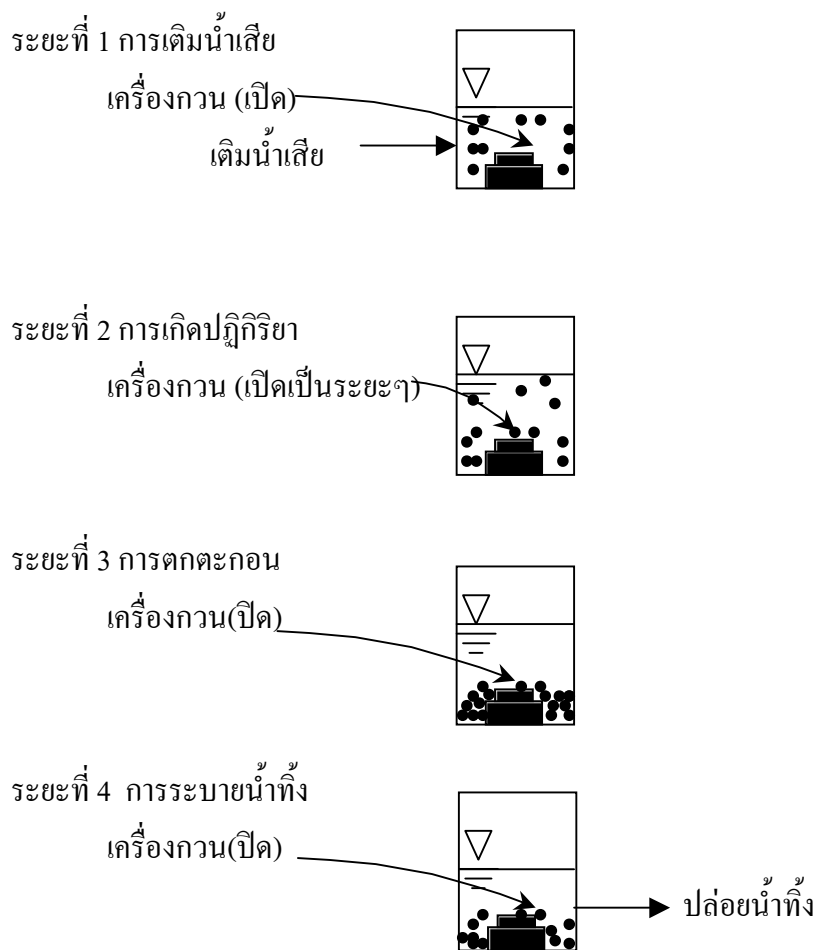 ระยะที่ 1 การเติมน้ำเสีย
เครื่องกวน (เปิด)
เติมน้ำเสีย
ระยะที่ 2 การเกิดปฏิกิริยา
เครื่องกวน (เปิดเป็นระยะๆ)
ระยะที่ 3 การตกตะกอน
เครื่องกวน(ปิด)
ระยะที่ 4 การระบายน้ำทิ้ง
เครื่องกวน(ปิด)
ปล่อยน้ำทิ้ง